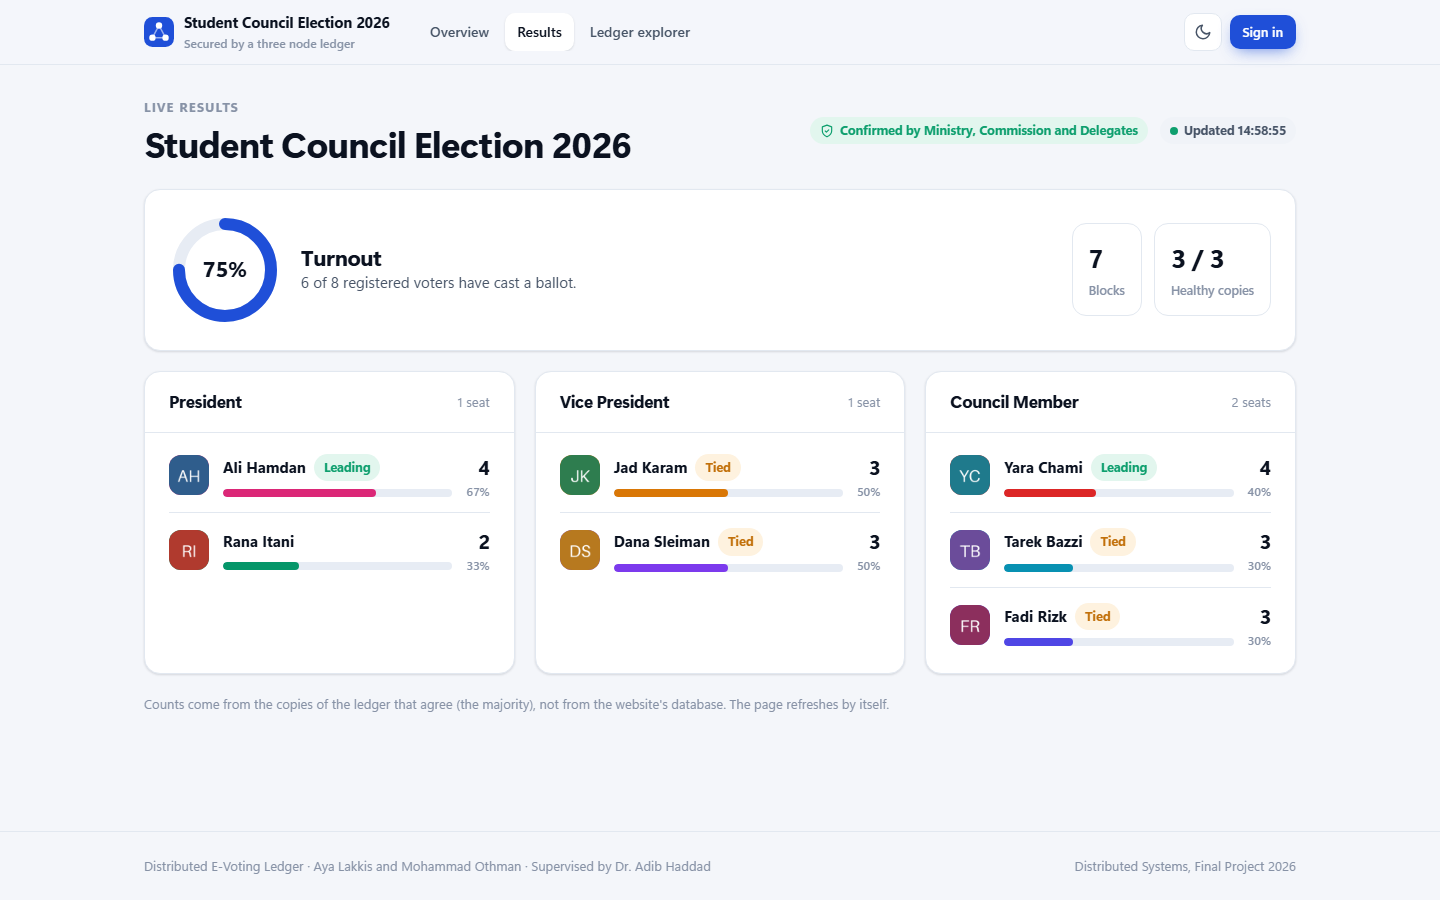 Student Council Election 2026
Secured by a three node ledger
Overview
Results
Ledger explorer
Sign in
LIVE RESULTS
Student Council Election 2026
Confirmed by Ministry, Commission and Delegates
Updated 14:58:55
75%
Turnout
6 of 8 registered voters have cast a ballot.
7
Blocks
3 / 3
Healthy copies
President
1 seat
AH
Ali Hamdan
Leading
4
67%
RI
Rana Itani
2
33%
Vice President
1 seat
JK
Jad Karam
Tied
3
50%
DS
Dana Sleiman
Tied
3
50%
Council Member
2 seats
YC
Yara Chami
Leading
4
40%
TB
Tarek Bazzi
Tied
3
30%
FR
Fadi Rizk
Tied
3
30%
Counts come from the copies of the ledger that agree (the majority), not from the website's database. The page refreshes by itself.
Distributed E-Voting Ledger · Aya Lakkis and Mohammad Othman · Supervised by Dr. Adib Haddad
Distributed Systems, Final Project 2026